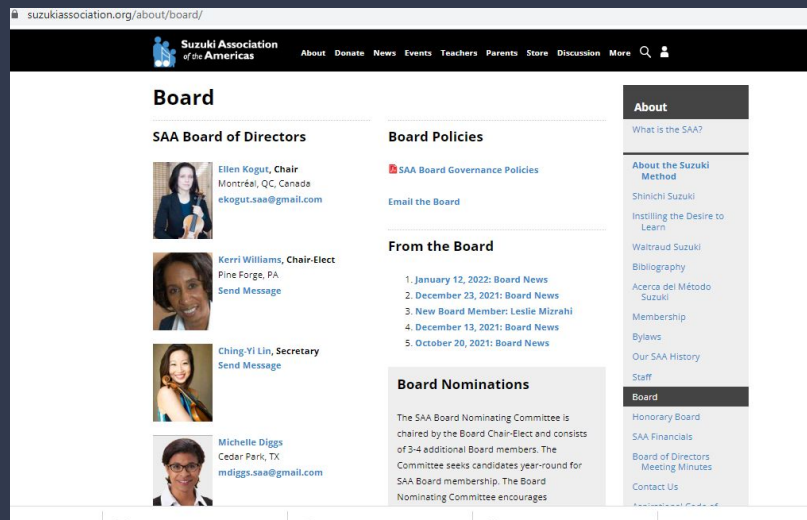 suzukiassociation.org/about/board/
Suzuki Association
of the Americas
About Donate News Events Teachers Parents Store Discussion More
Board
SAA Board of Directors
Ellen Kogut, Chair
Montréal, QC, Canada
ekogut.saa@gmail.com
Kerri Williams, Chair-Elect
Pine Forge, PA
Send Message
Ching-Yi Lin, Secretary
Send Message
Michelle Diggs
Cedar Park, TX
mdiggs.saa@gmail.com
Board Policies
SAA Board Governance Policies
Email the Board
From the Board
1. January 12, 2022: Board News
2. December 23, 2021: Board News
3. New Board Member: Leslie Mizrahi
4. December 13, 2021: Board News
5. October 20, 2021: Board News
Board Nominations
The SAA Board Nominating Committee is
chaired by the Board Chair-Elect and consists
of 3-4 additional Board members. The
Committee seeks candidates year-round for
SAA Board membership. The Board
Nominating Committee encourages
About
What is the SAA?
About the Suzuki
Method
Shinichi Suzuki
Instilling the Desire to
Learn
Waltraud Suzuki
Bibliography
Acerca del Método
Suzuki
Membership
Bylaws
Our SAA History
Staff
Board
Honorary Board
SAA Financials
Board of Directors
Meeting Minutes
Contact Us